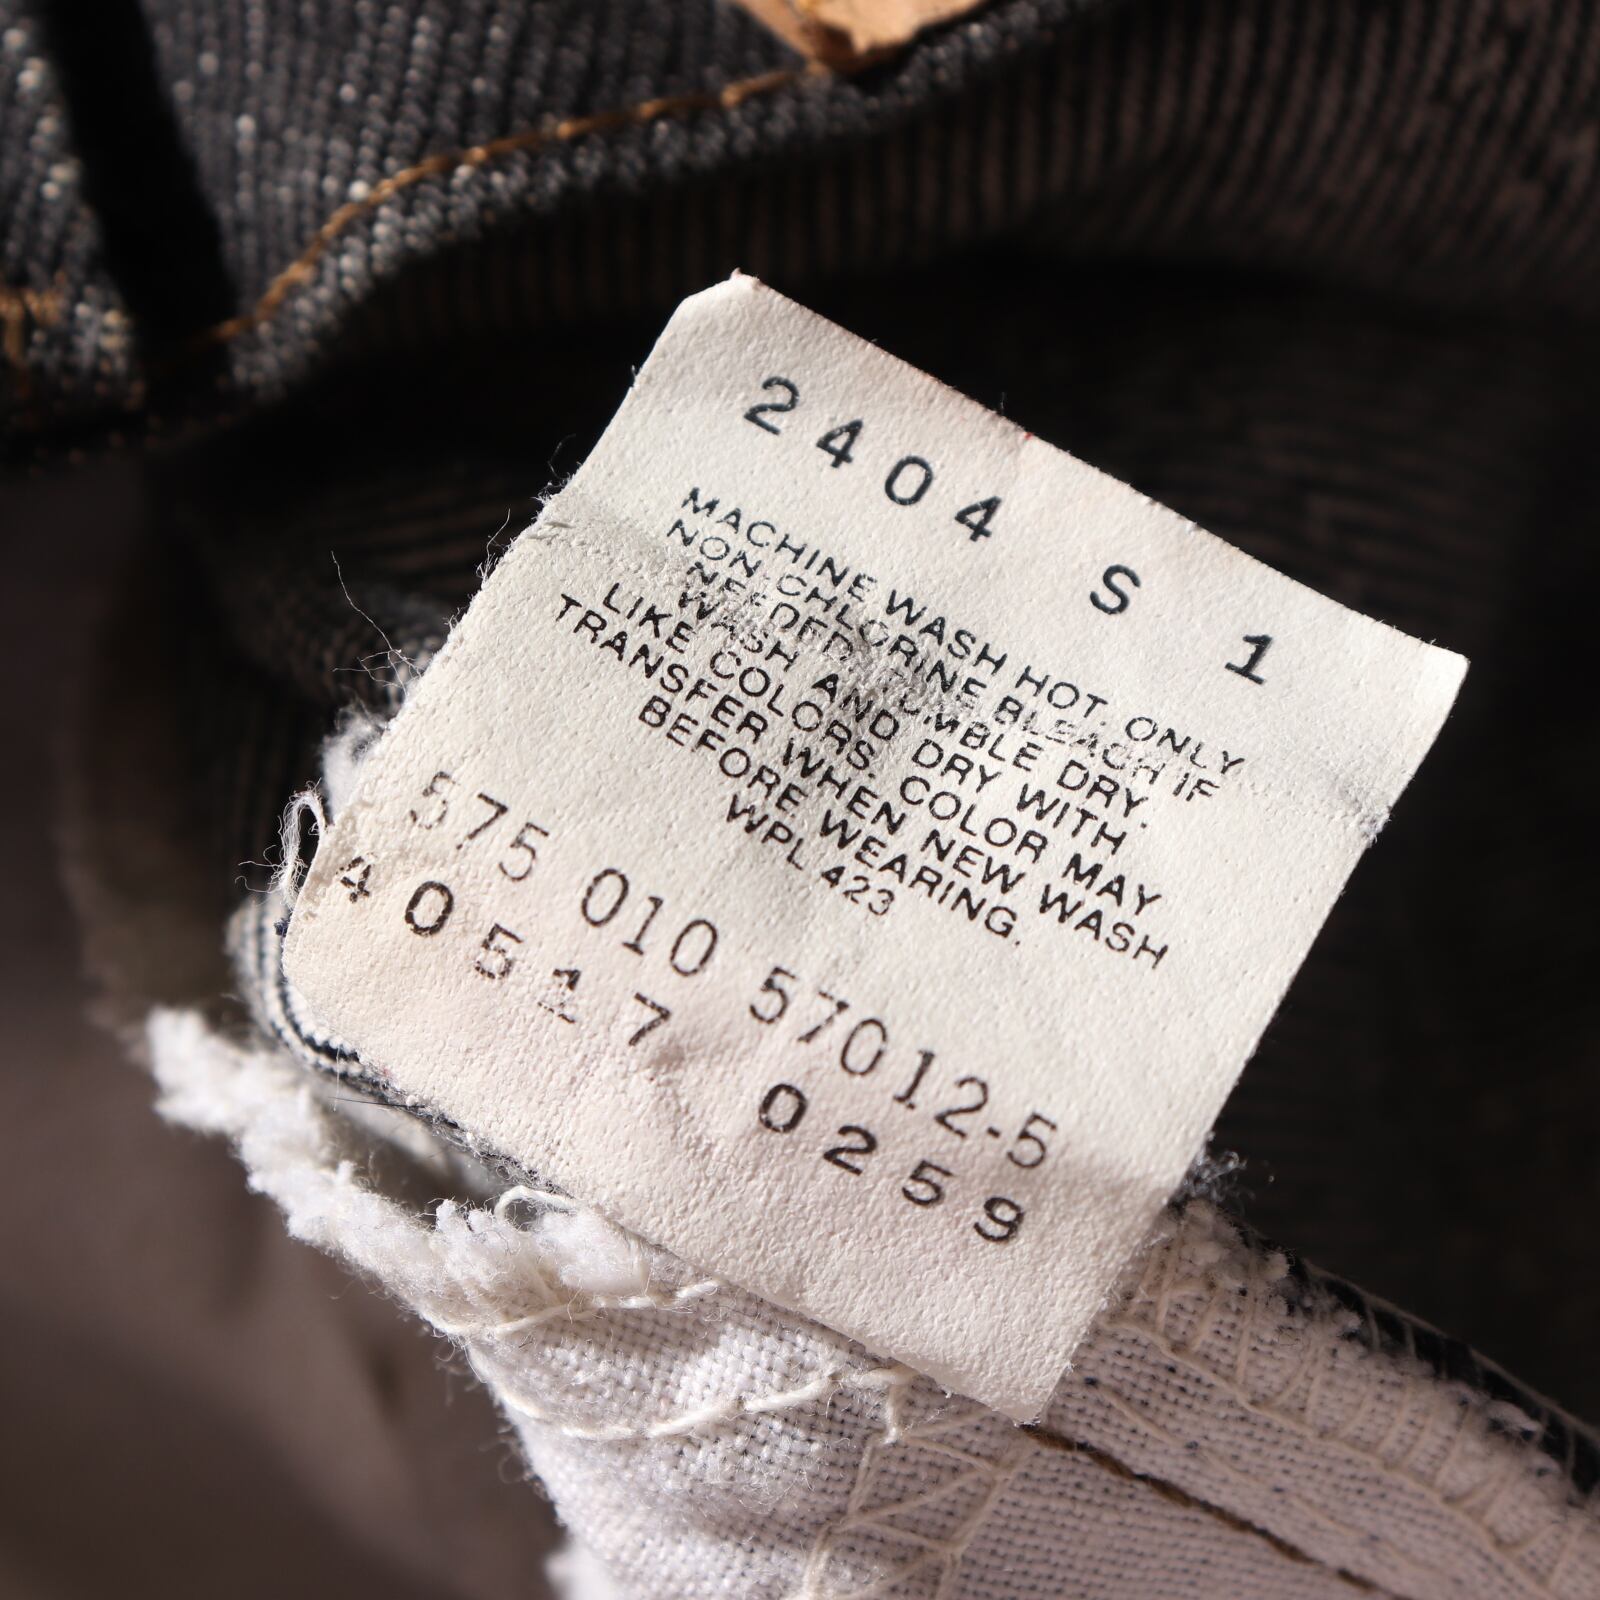 2404 S 1
MACHINE WASH HOT. ONLY
NON-CHLORINE BLEACH IF
NEEDED. TUMBLE DRY.
WASH AND DRY WITH
LIKE COLORS. COLOR MAY
TRANSFER WHEN NEW WASH
BEFORE WEARING.
WPL 423
575 010 57012-5
40517 0259